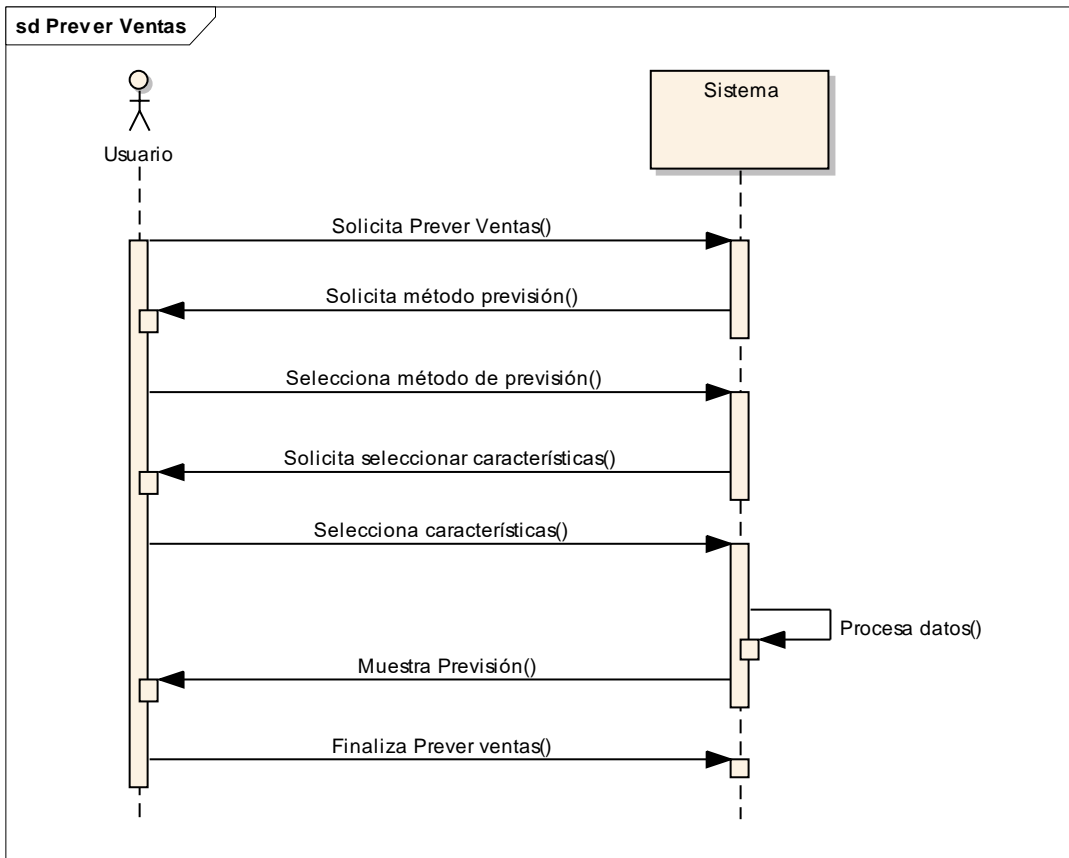 sd Prever Ventas
Usuario
Sistema
Solicita Prever Ventas()
Solicita método previsión()
Selecciona método de previsión()
Solicita seleccionar características()
Selecciona características()
Procesa datos()
Muestra Previsión()
Finaliza Prever ventas()